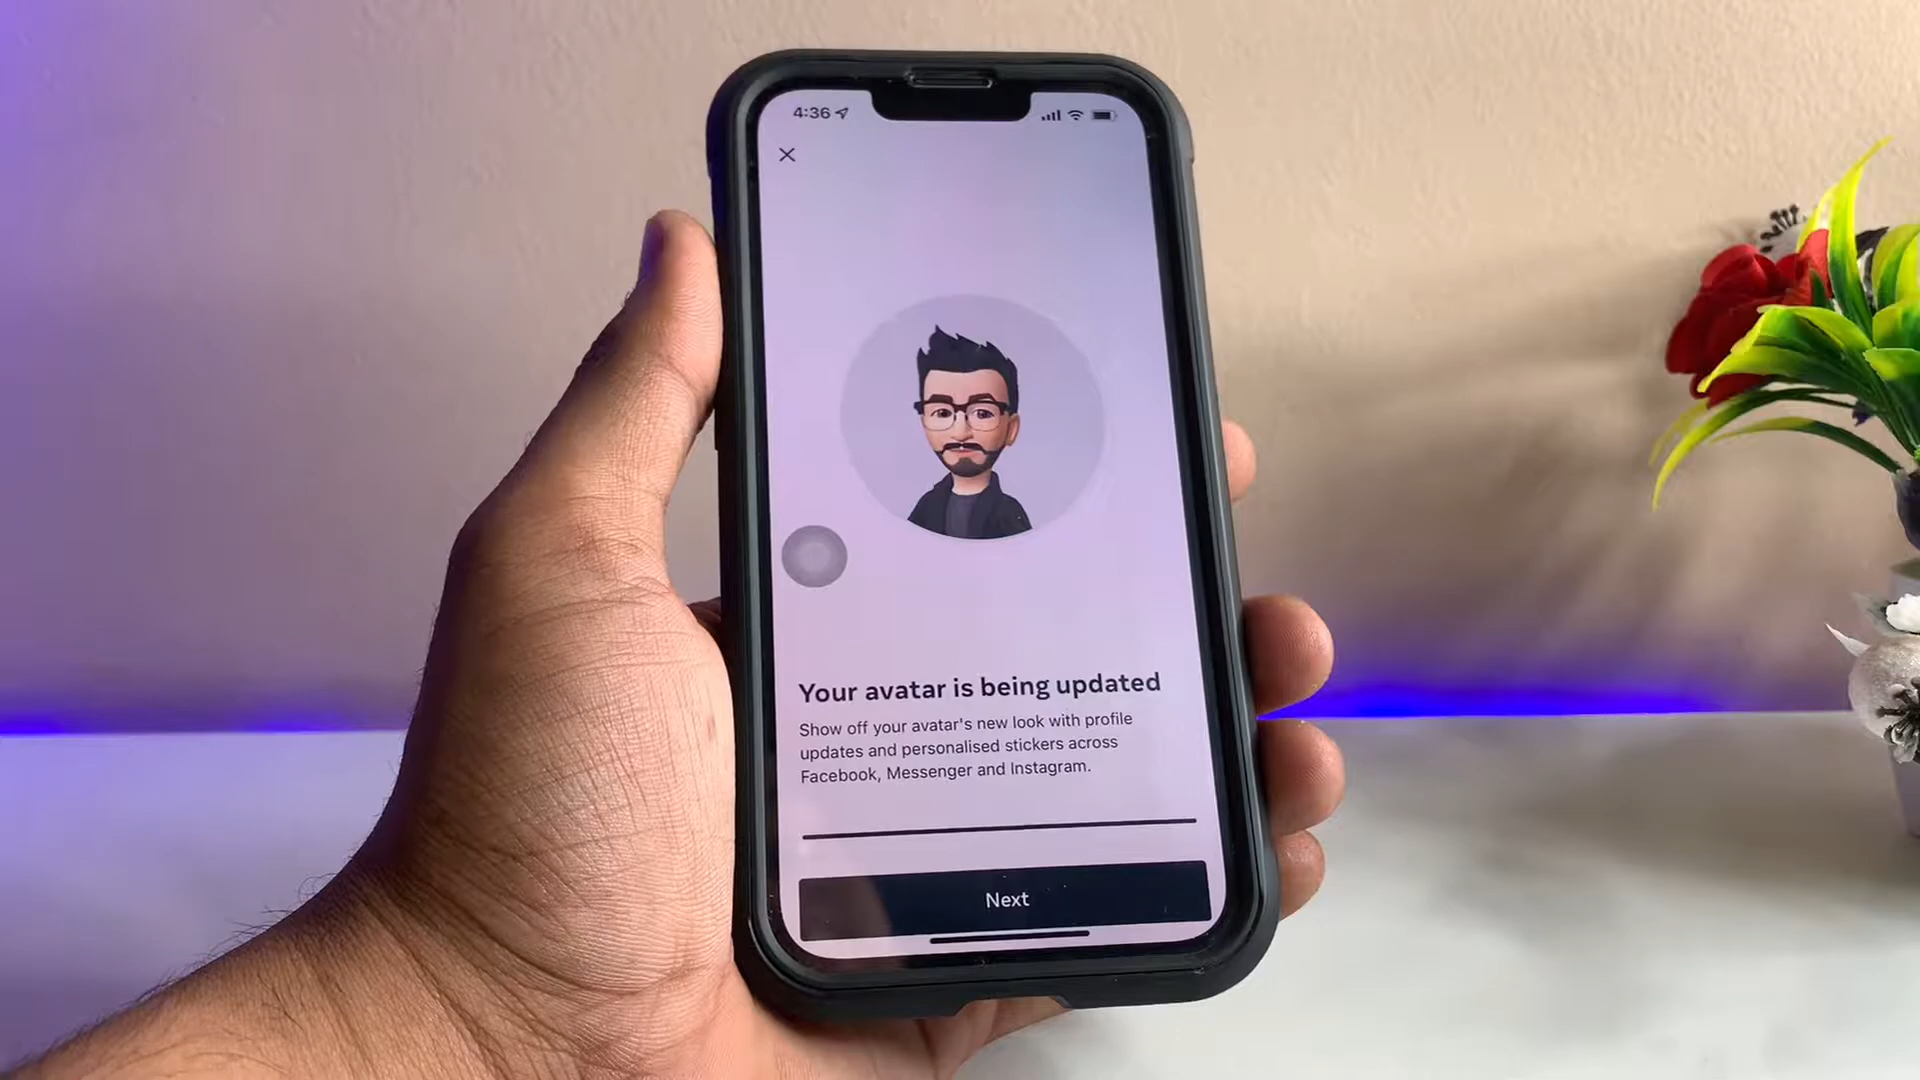 4:36
Your avatar is being updated
Show off your avatar's new look with profile
updates and personalised stickers across
Facebook, Messenger and Instagram.
Next